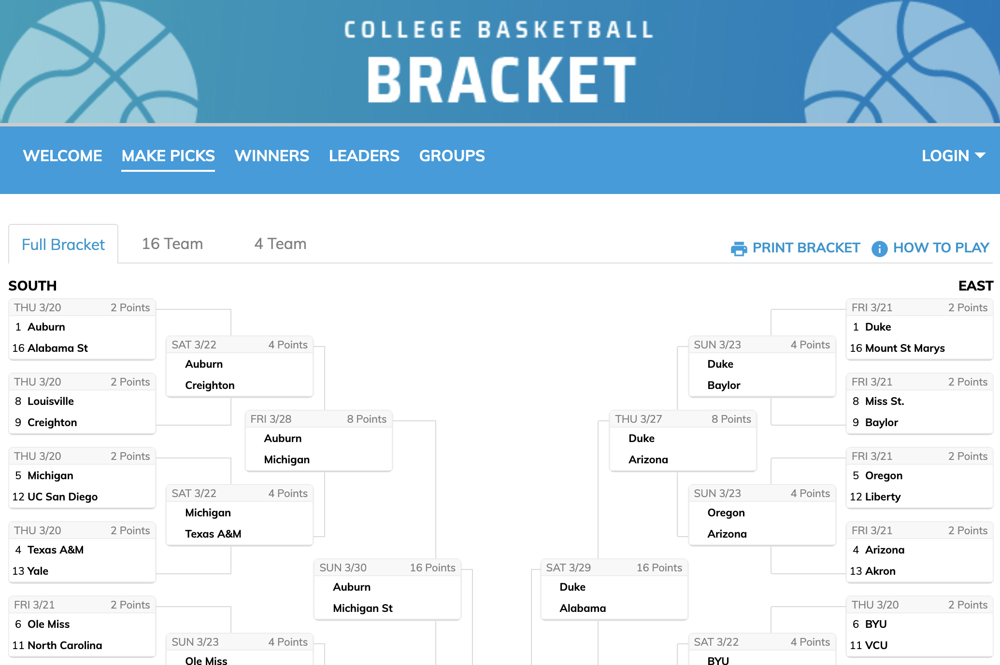 COLLEGE BASKETBALL
BRACKET
WELCOME MAKE PICKS WINNERS LEADERS GROUPS LOGIN
Full Bracket 16 Team 4 Team
PRINT BRACKET HOW TO PLAY
SOUTH
THU 3/20 2 Points
1 Auburn
16 Alabama St
THU 3/20 2 Points
8 Louisville
9 Creighton
THU 3/20 2 Points
5 Michigan
12 UC San Diego
THU 3/20 2 Points
4 Texas A&M
13 Yale
FRI 3/21 2 Points
6 Ole Miss
11 North Carolina
SAT 3/22 4 Points
Auburn
Creighton
SAT 3/22 4 Points
Michigan
Texas A&M
SUN 3/23 4 Points
Ole Miss
FRI 3/28 8 Points
Auburn
Michigan
SUN 3/30 16 Points
Auburn
Michigan St
SAT 3/29 16 Points
Duke
Alabama
THU 3/27 8 Points
Duke
Arizona
SUN 3/23 4 Points
Duke
Baylor
SUN 3/23 4 Points
Oregon
Arizona
SAT 3/22 4 Points
BYU
EAST
FRI 3/21 2 Points
1 Duke
16 Mount St Marys
FRI 3/21 2 Points
8 Miss St.
9 Baylor
FRI 3/21 2 Points
5 Oregon
12 Liberty
FRI 3/21 2 Points
4 Arizona
13 Akron
THU 3/20 2 Points
6 BYU
11 VCU